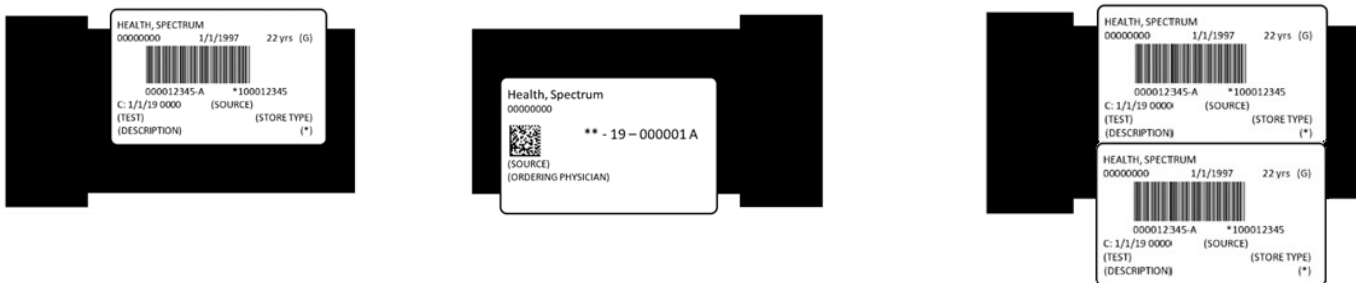 HEALTH, SPECTRUM
00000000 1/1/1997 22 yrs (G)
000012345-A *100012345
C: 1/1/19 0000 (SOURCE)
(TEST) (STORE TYPE)
(DESCRIPTION) (*)
Health, Spectrum
00000000
** - 19 – 000001 A
(SOURCE)
(ORDERING PHYSICIAN)
HEALTH, SPECTRUM
00000000 1/1/1997 22 yrs (G)
000012345-A *100012345
C: 1/1/19 0000 (SOURCE)
(TEST) (STORE TYPE)
(DESCRIPTION) (*)
HEALTH, SPECTRUM
00000000 1/1/1997 22 yrs (G)
000012345-A *100012345
C: 1/1/19 0000 (SOURCE)
(TEST) (STORE TYPE)
(DESCRIPTION) (*)